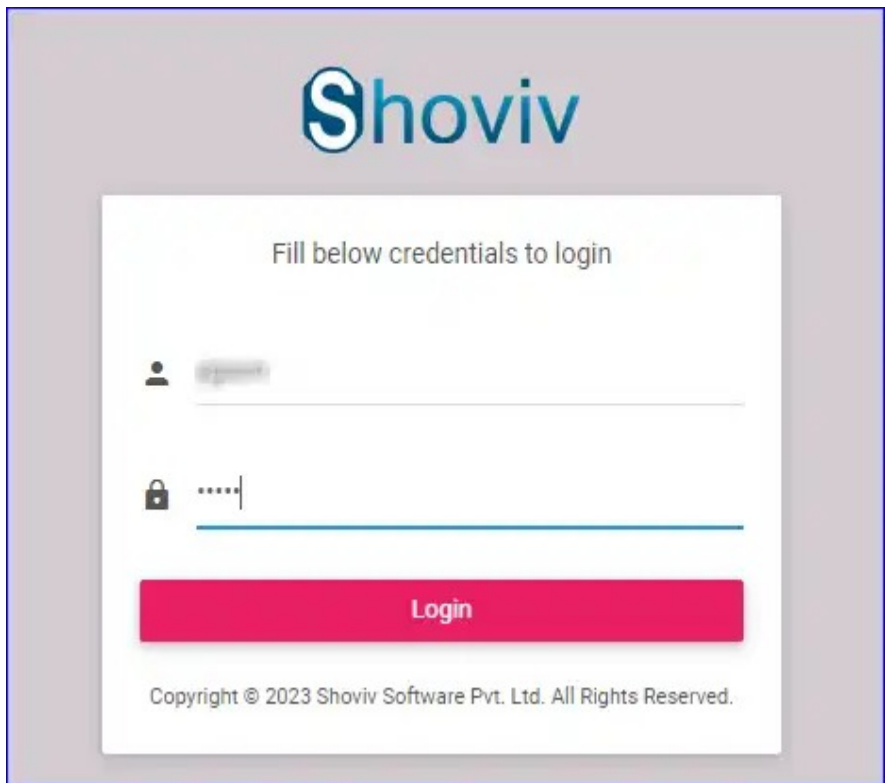 Shoviv
Fill below credentials to login
•••••
Login
Copyright © 2023 Shoviv Software Pvt. Ltd. All Rights Reserved.